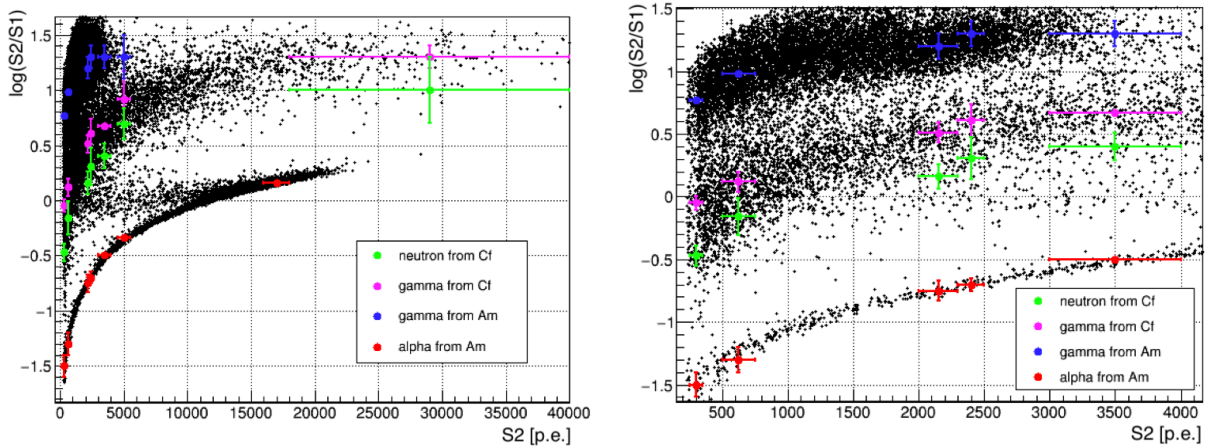 log(S2/S1)
1.5
1
0.5
0
−0.5
−1
−1.5
0 5000 10000 15000 20000 25000 30000 35000 40000
S2 [p.e.]
neutron from Cf
gamma from Cf
gamma from Am
alpha from Am
log(S2/S1)
1.5
1
0.5
0
−0.5
−1
−1.5
500 1000 1500 2000 2500 3000 3500 4000
S2 [p.e.]
neutron from Cf
gamma from Cf
gamma from Am
alpha from Am